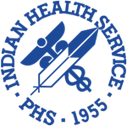 INDIAN HEALTH SERVICE
• PHS • 1955 •